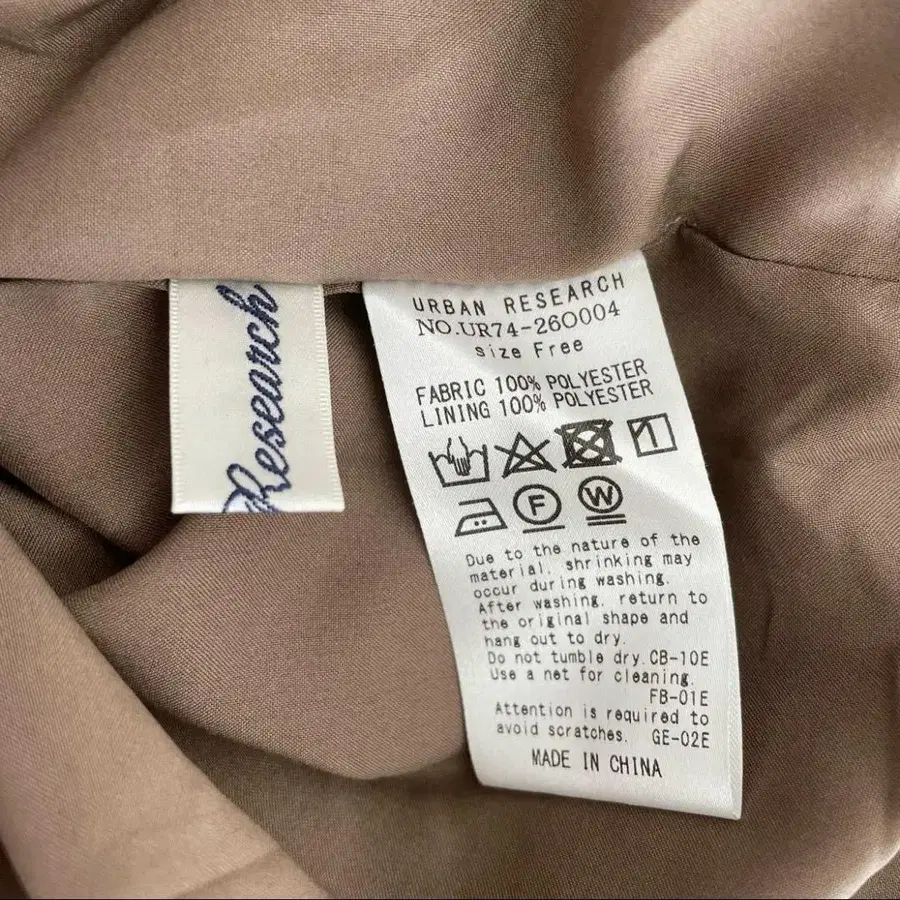 Research
URBAN RESEARCH
NO.UR74-260004
size Free
FABRIC 100% POLYESTER
LINING 100% POLYESTER
F
W
Due to the nature of the
material, shrinking may
occur during washing.
After washing, return to
the original shape and
hang out to dry.
Do not tumble dry. CB-10E
Use a net for cleaning.
FB-01E
Attention is required to
avoid scratches. GE-02E
MADE IN CHINA